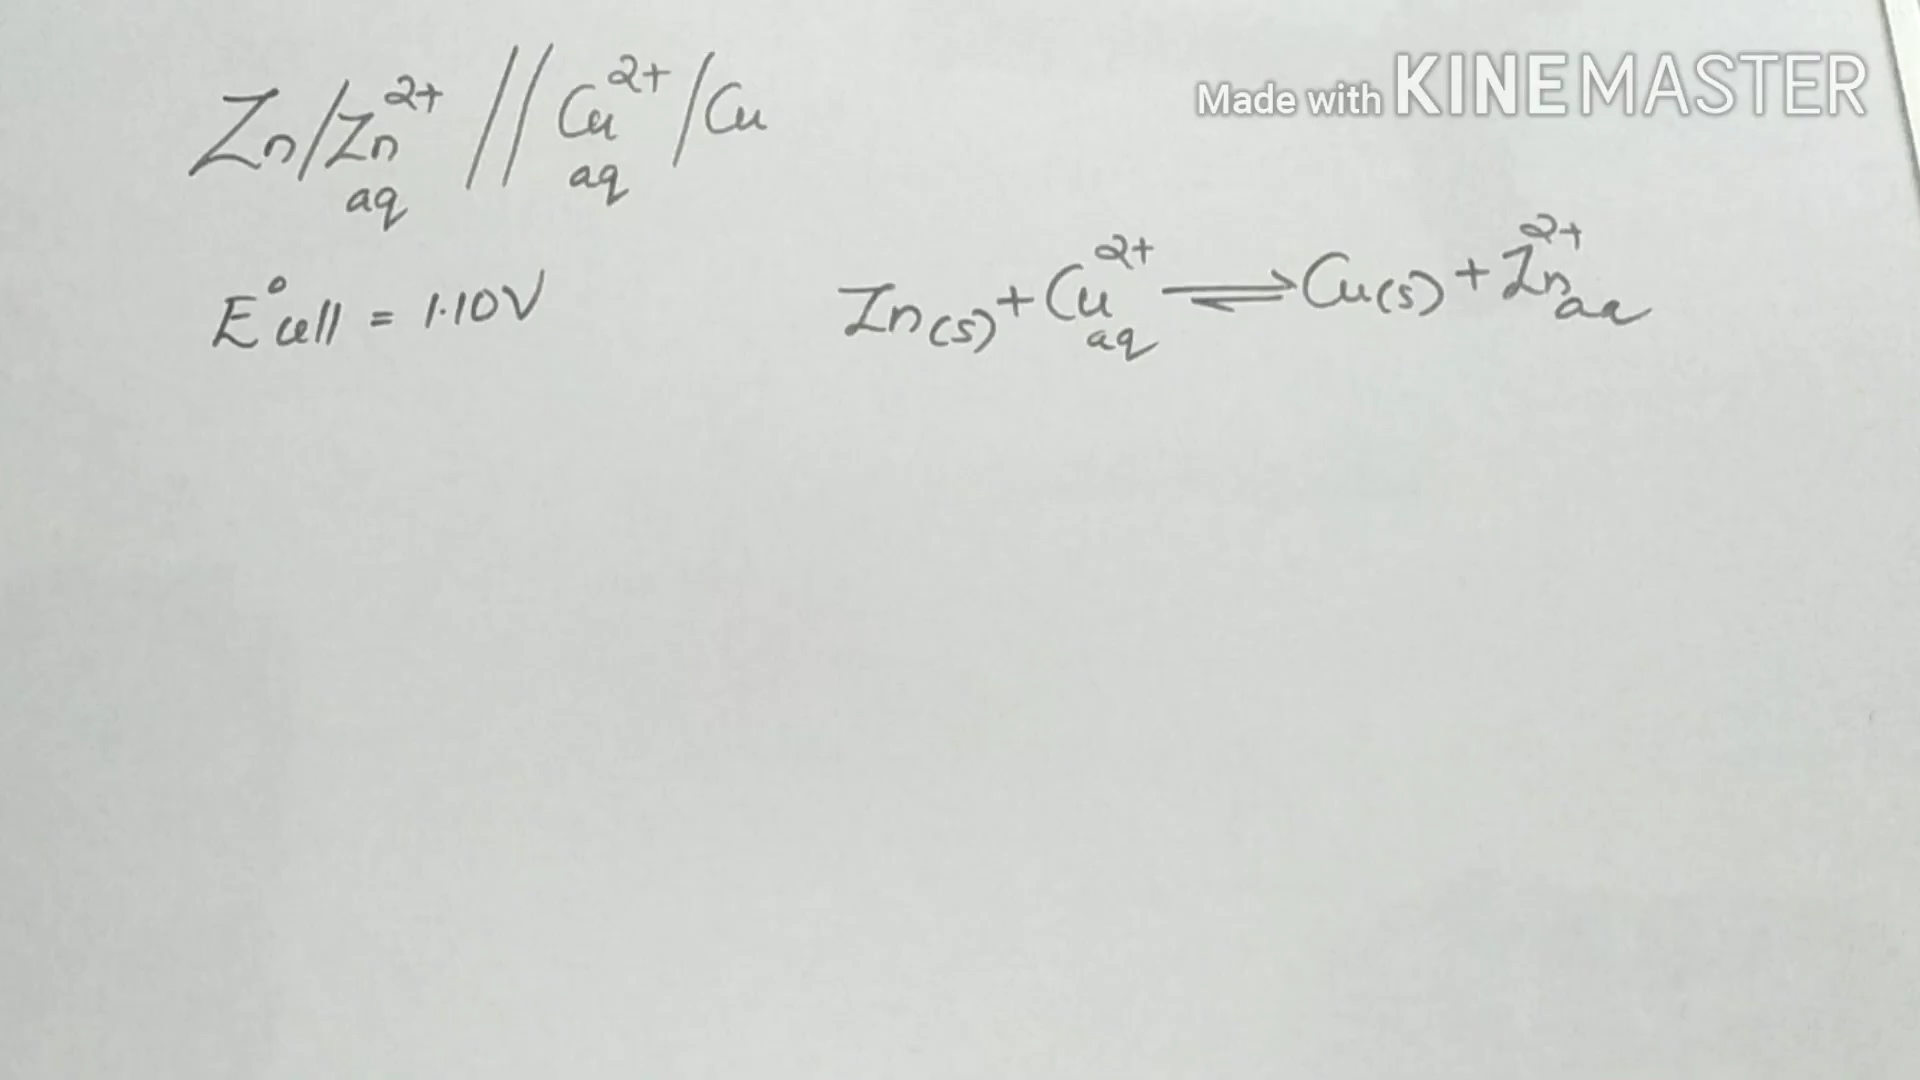 Zn/Zn²⁺aq // Cu²⁺aq /Cu
Made with KINEMASTER
E°cell = 1.10V
Zn(s) + Cu²⁺aq ⇌ Cu(s) + Zn²⁺aq